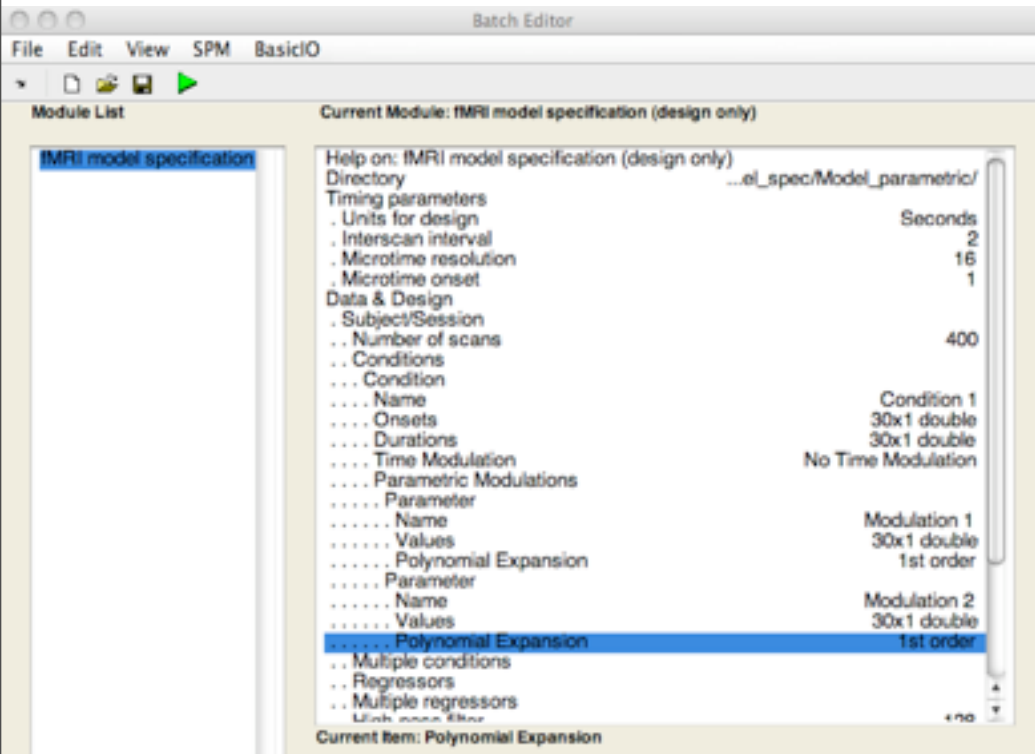 Batch Editor
File Edit View SPM BasicIO
Module List
Current Module: fMRI model specification (design only)
fMRI model specification
Help on: fMRI model specification (design only)
Directory ...el_spec/Model_parametric/
Timing parameters
. Units for design Seconds
. Interscan interval 2
. Microtime resolution 16
. Microtime onset 1
Data & Design
. Subject/Session
. . Number of scans 400
. . Conditions
. . . Condition
. . . . Name Condition 1
. . . . Onsets 30x1 double
. . . . Durations 30x1 double
. . . . Time Modulation No Time Modulation
. . . . Parametric Modulations
. . . . . Parameter
. . . . . . Name Modulation 1
. . . . . . Values 30x1 double
. . . . . . Polynomial Expansion 1st order
. . . . . Parameter
. . . . . . Name Modulation 2
. . . . . . Values 30x1 double
. . . . . . Polynomial Expansion 1st order
. . Multiple conditions
. . Regressors
. . Multiple regressors
. . High-pass filter 128
Current Item: Polynomial Expansion